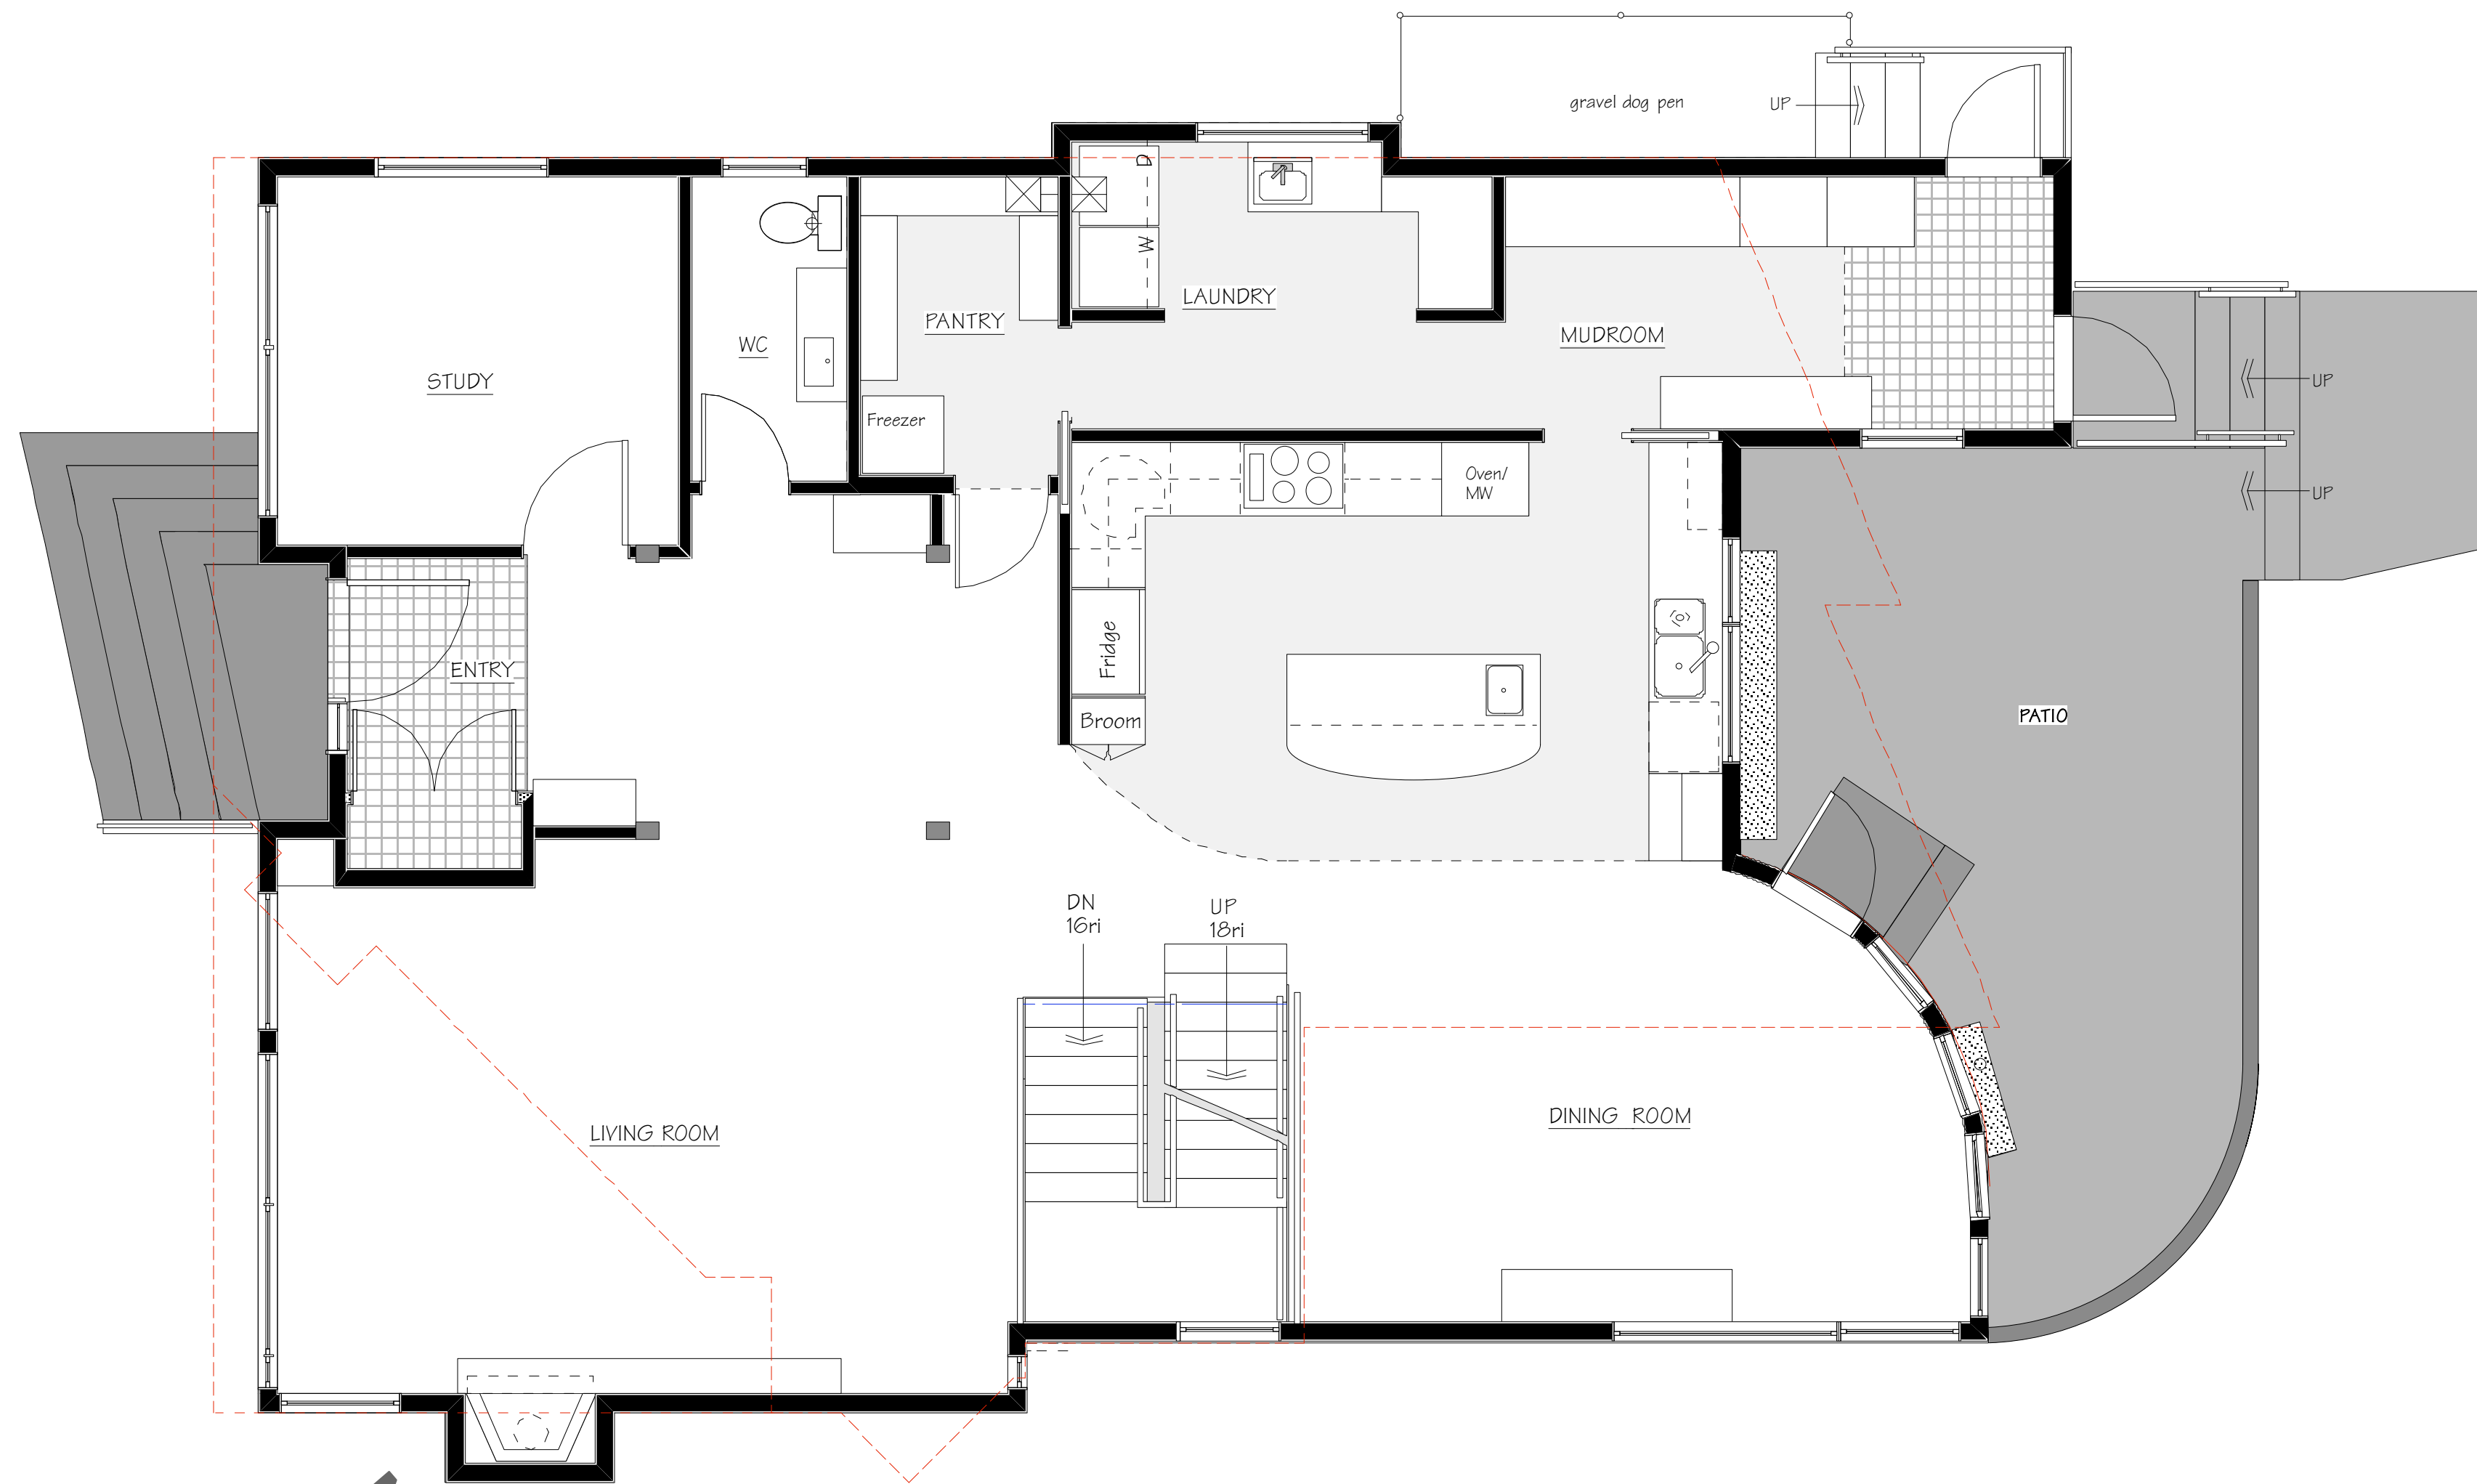 gravel dog pen
UP
D
W
LAUNDRY
PANTRY
WC
MUDROOM
STUDY
UP
Freezer
Oven/
MW
UP
Fridge
ENTRY
Broom
PATIO
DN
16ri
UP
18ri
LIVING ROOM
DINING ROOM